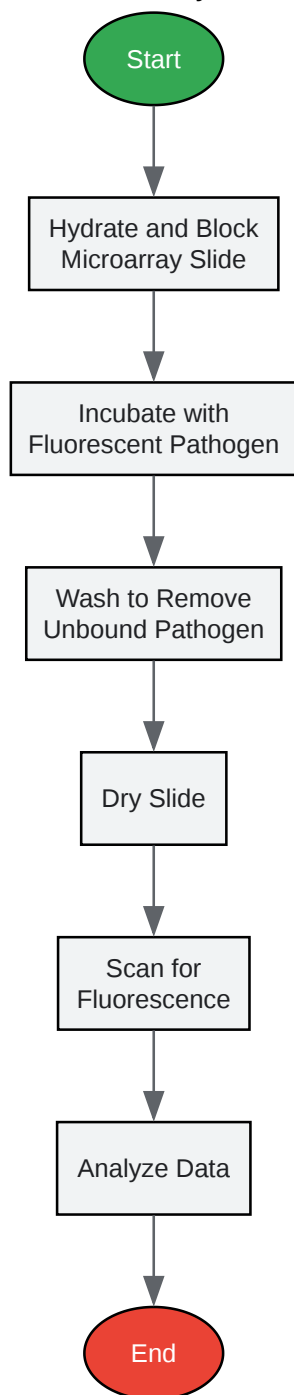 Start
Hydrate and Block
Microarray Slide
Incubate with
Fluorescent Pathogen
Wash to Remove
Unbound Pathogen
Dry Slide
Scan for
Fluorescence
Analyze Data
End